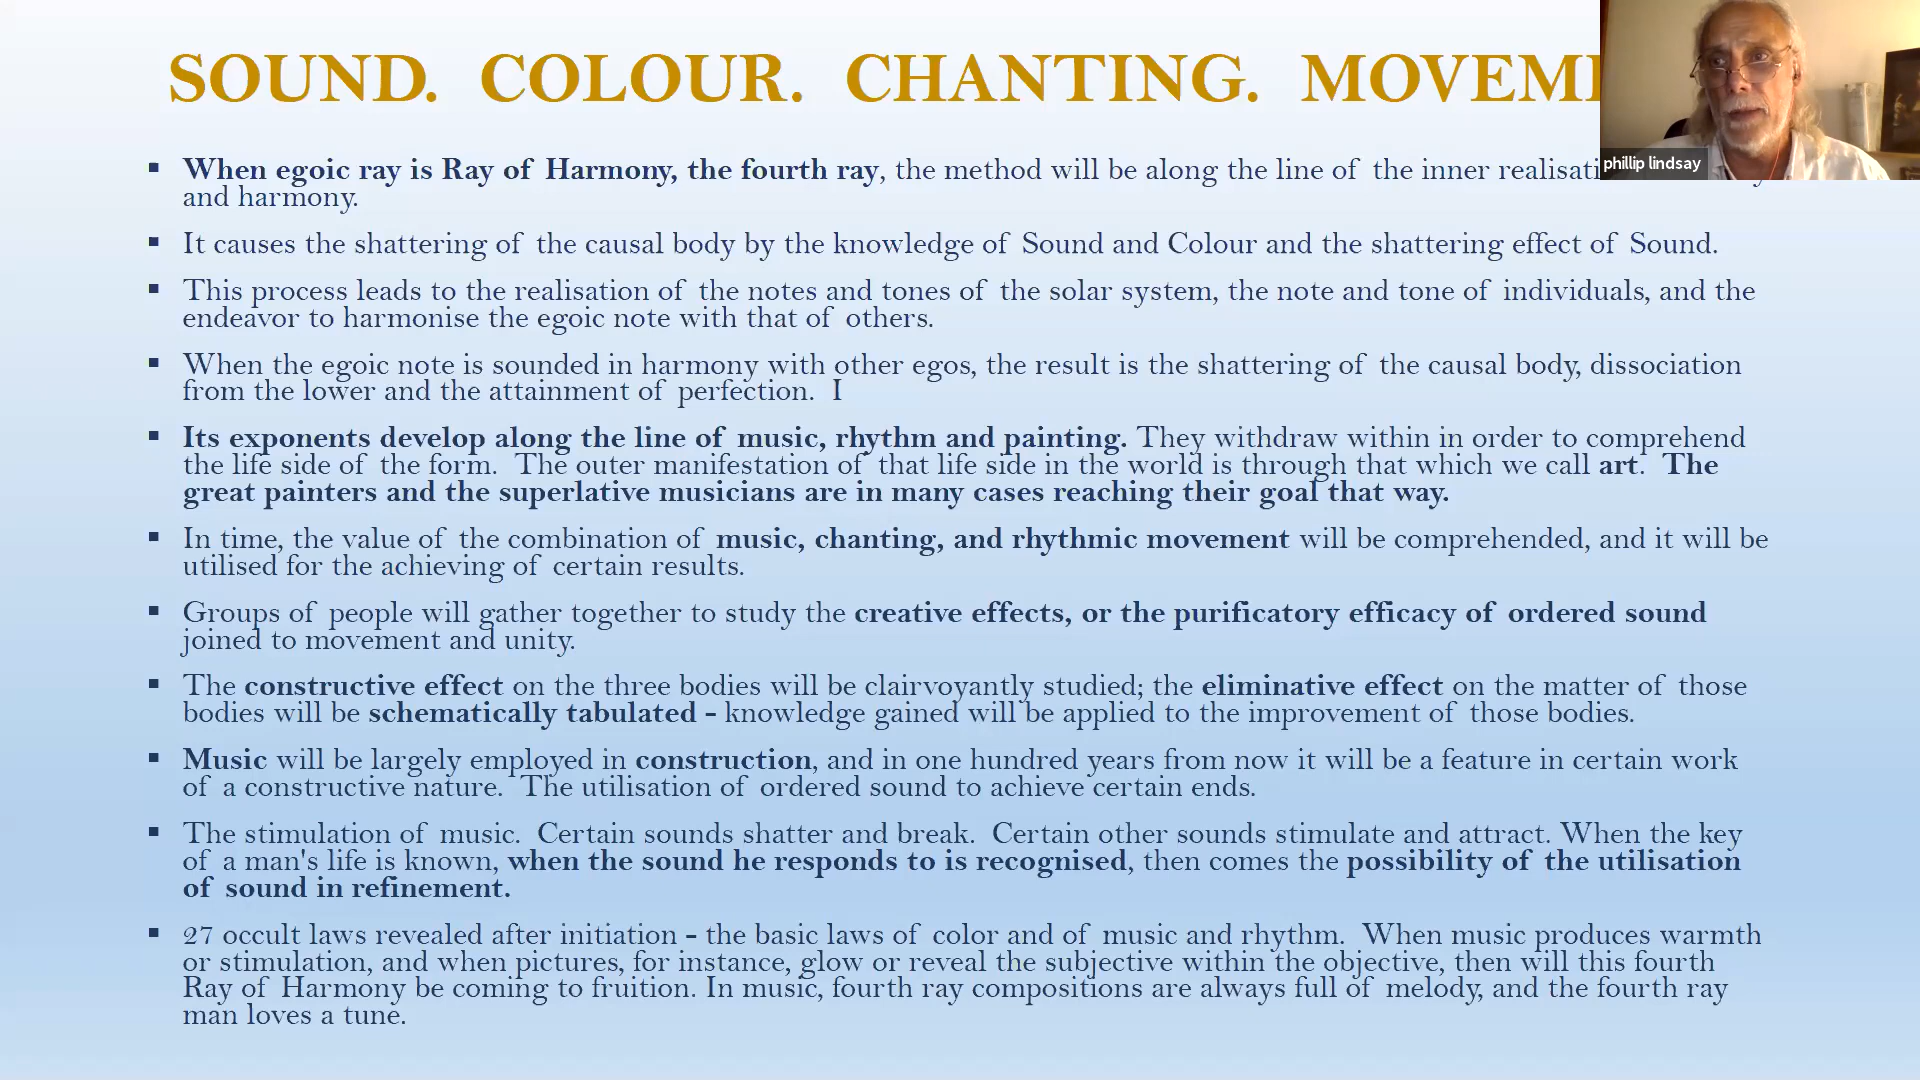 SOUND. COLOUR. CHANTING. MOVEM
phillip lindsay
▪ When egoic ray is Ray of Harmony, the fourth ray, the method will be along the line of the inner
and harmony.
▪ It causes the shattering of the causal body by the knowledge of Sound and Colour and the shattering effect of Sound.
▪ This process leads to the realisation of the notes and tones of the solar system, the note and tone of individuals, and the
endeavor to harmonise the egoic note with that of others.
▪ When the egoic note is sounded in harmony with other egos, the result is the shattering of the causal body, dissociation
from the lower and the attainment of perfection.
▪ Its exponents develop along the line of music, rhythm and painting. They withdraw within in order to comprehend
the life side of the form. The outer manifestation of that life side in the world is through that which we call art. The
great painters and the superlative musicians are in many cases reaching their goal that way.
▪ In time, the value of the combination of music, chanting, and rhythmic movement will be comprehended, and it will be
utilised for the achieving of certain results.
▪ Groups of people will gather together to study the creative effects, or the purificatory efficacy of ordered sound
joined to movement and unity.
▪ The constructive effect on the three bodies will be clairvoyantly studied; the eliminative effect on the matter of those
bodies will be schematically tabulated - knowledge gained will be applied to the improvement of those bodies.
▪ Music will be largely employed in construction, and in one hundred years from now it will be a feature in certain work
of a constructive nature. The utilisation of ordered sound to achieve certain ends.
▪ The stimulation of music. Certain sounds shatter and break. Certain other sounds stimulate and attract. When the key
of a man's life is known, when the sound he responds to is recognised, then comes the possibility of the utilisation
of sound in refinement.
▪ 27 occult laws revealed after initiation - the basic laws of color and of music and rhythm. When music produces warmth
or stimulation, and when pictures, for instance, glow or reveal the subjective within the objective, then will this fourth
Ray of Harmony be coming to fruition. In music, fourth ray compositions are always full of melody, and the fourth ray
man loves a tune.